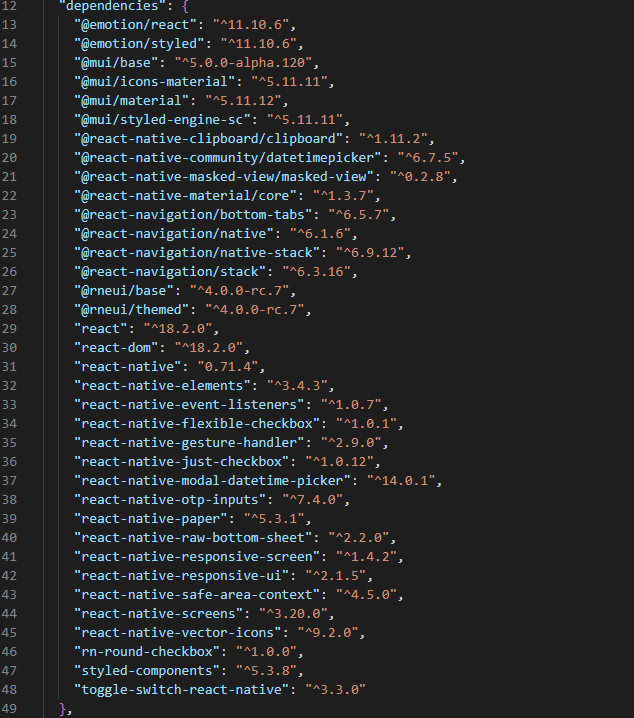 12 "dependencies": {
13 "@emotion/react": "^11.10.6",
14 "@emotion/styled": "^11.10.6",
15 "@mui/base": "^5.0.0-alpha.120",
16 "@mui/icons-material": "^5.11.11",
17 "@mui/material": "^5.11.12",
18 "@mui/styled-engine-sc": "^5.11.11",
19 "@react-native-clipboard/clipboard": "^1.11.2",
20 "@react-native-community/datetimepicker": "^6.7.5",
21 "@react-native-masked-view/masked-view": "^0.2.8",
22 "@react-native-material/core": "^1.3.7",
23 "@react-navigation/bottom-tabs": "^6.5.7",
24 "@react-navigation/native": "^6.1.6",
25 "@react-navigation/native-stack": "^6.9.12",
26 "@react-navigation/stack": "^6.3.16",
27 "@rneui/base": "^4.0.0-rc.7",
28 "@rneui/themed": "^4.0.0-rc.7",
29 "react": "^18.2.0",
30 "react-dom": "^18.2.0",
31 "react-native": "0.71.4",
32 "react-native-elements": "^3.4.3",
33 "react-native-event-listeners": "^1.0.7",
34 "react-native-flexible-checkbox": "^1.0.1",
35 "react-native-gesture-handler": "^2.9.0",
36 "react-native-just-checkbox": "^1.0.12",
37 "react-native-modal-datetime-picker": "^14.0.1",
38 "react-native-otp-inputs": "^7.4.0",
39 "react-native-paper": "^5.3.1",
40 "react-native-raw-bottom-sheet": "^2.2.0",
41 "react-native-responsive-screen": "^1.4.2",
42 "react-native-responsive-ui": "^2.1.5",
43 "react-native-safe-area-context": "^4.5.0",
44 "react-native-screens": "^3.20.0",
45 "react-native-vector-icons": "^9.2.0",
46 "rn-round-checkbox": "^1.0.0",
47 "styled-components": "^5.3.8",
48 "toggle-switch-react-native": "^3.3.0"
49 },